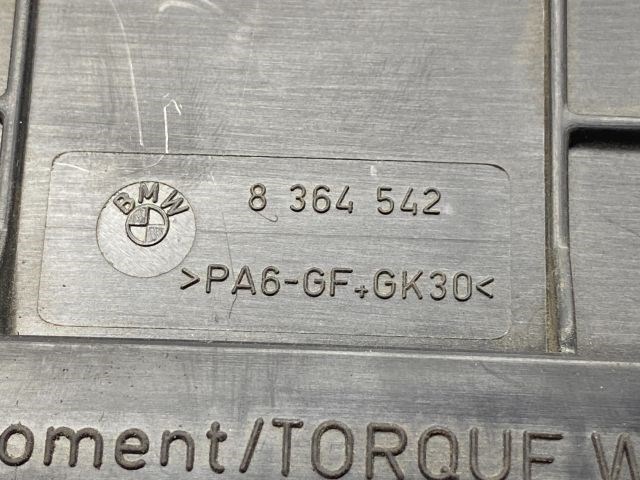 BMW
8 364 542
>PA6-GF+GK30<
oment/TORQUE W